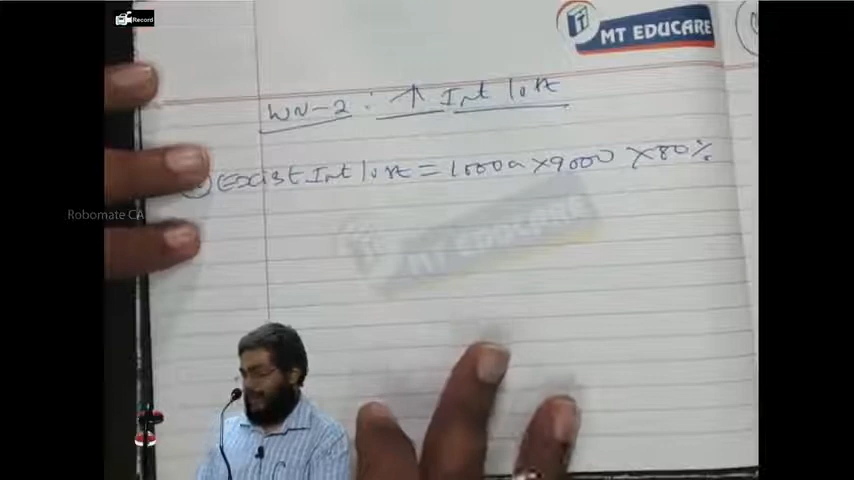 Record
MT EDUCARE
WN-2 : ↑ Int lost
Exist Int lost = 10000 x 9000 x 80%
Robomate CA
MT EDUCARE